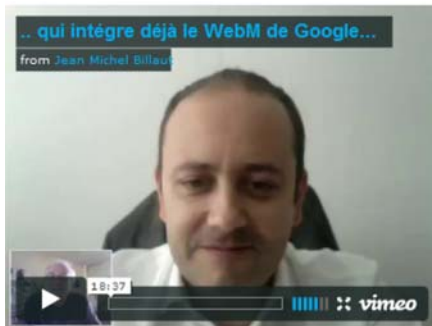 .. qui intégre déjà le WebM de Google...
from Jean Michel Billaut
18:37
vimeo